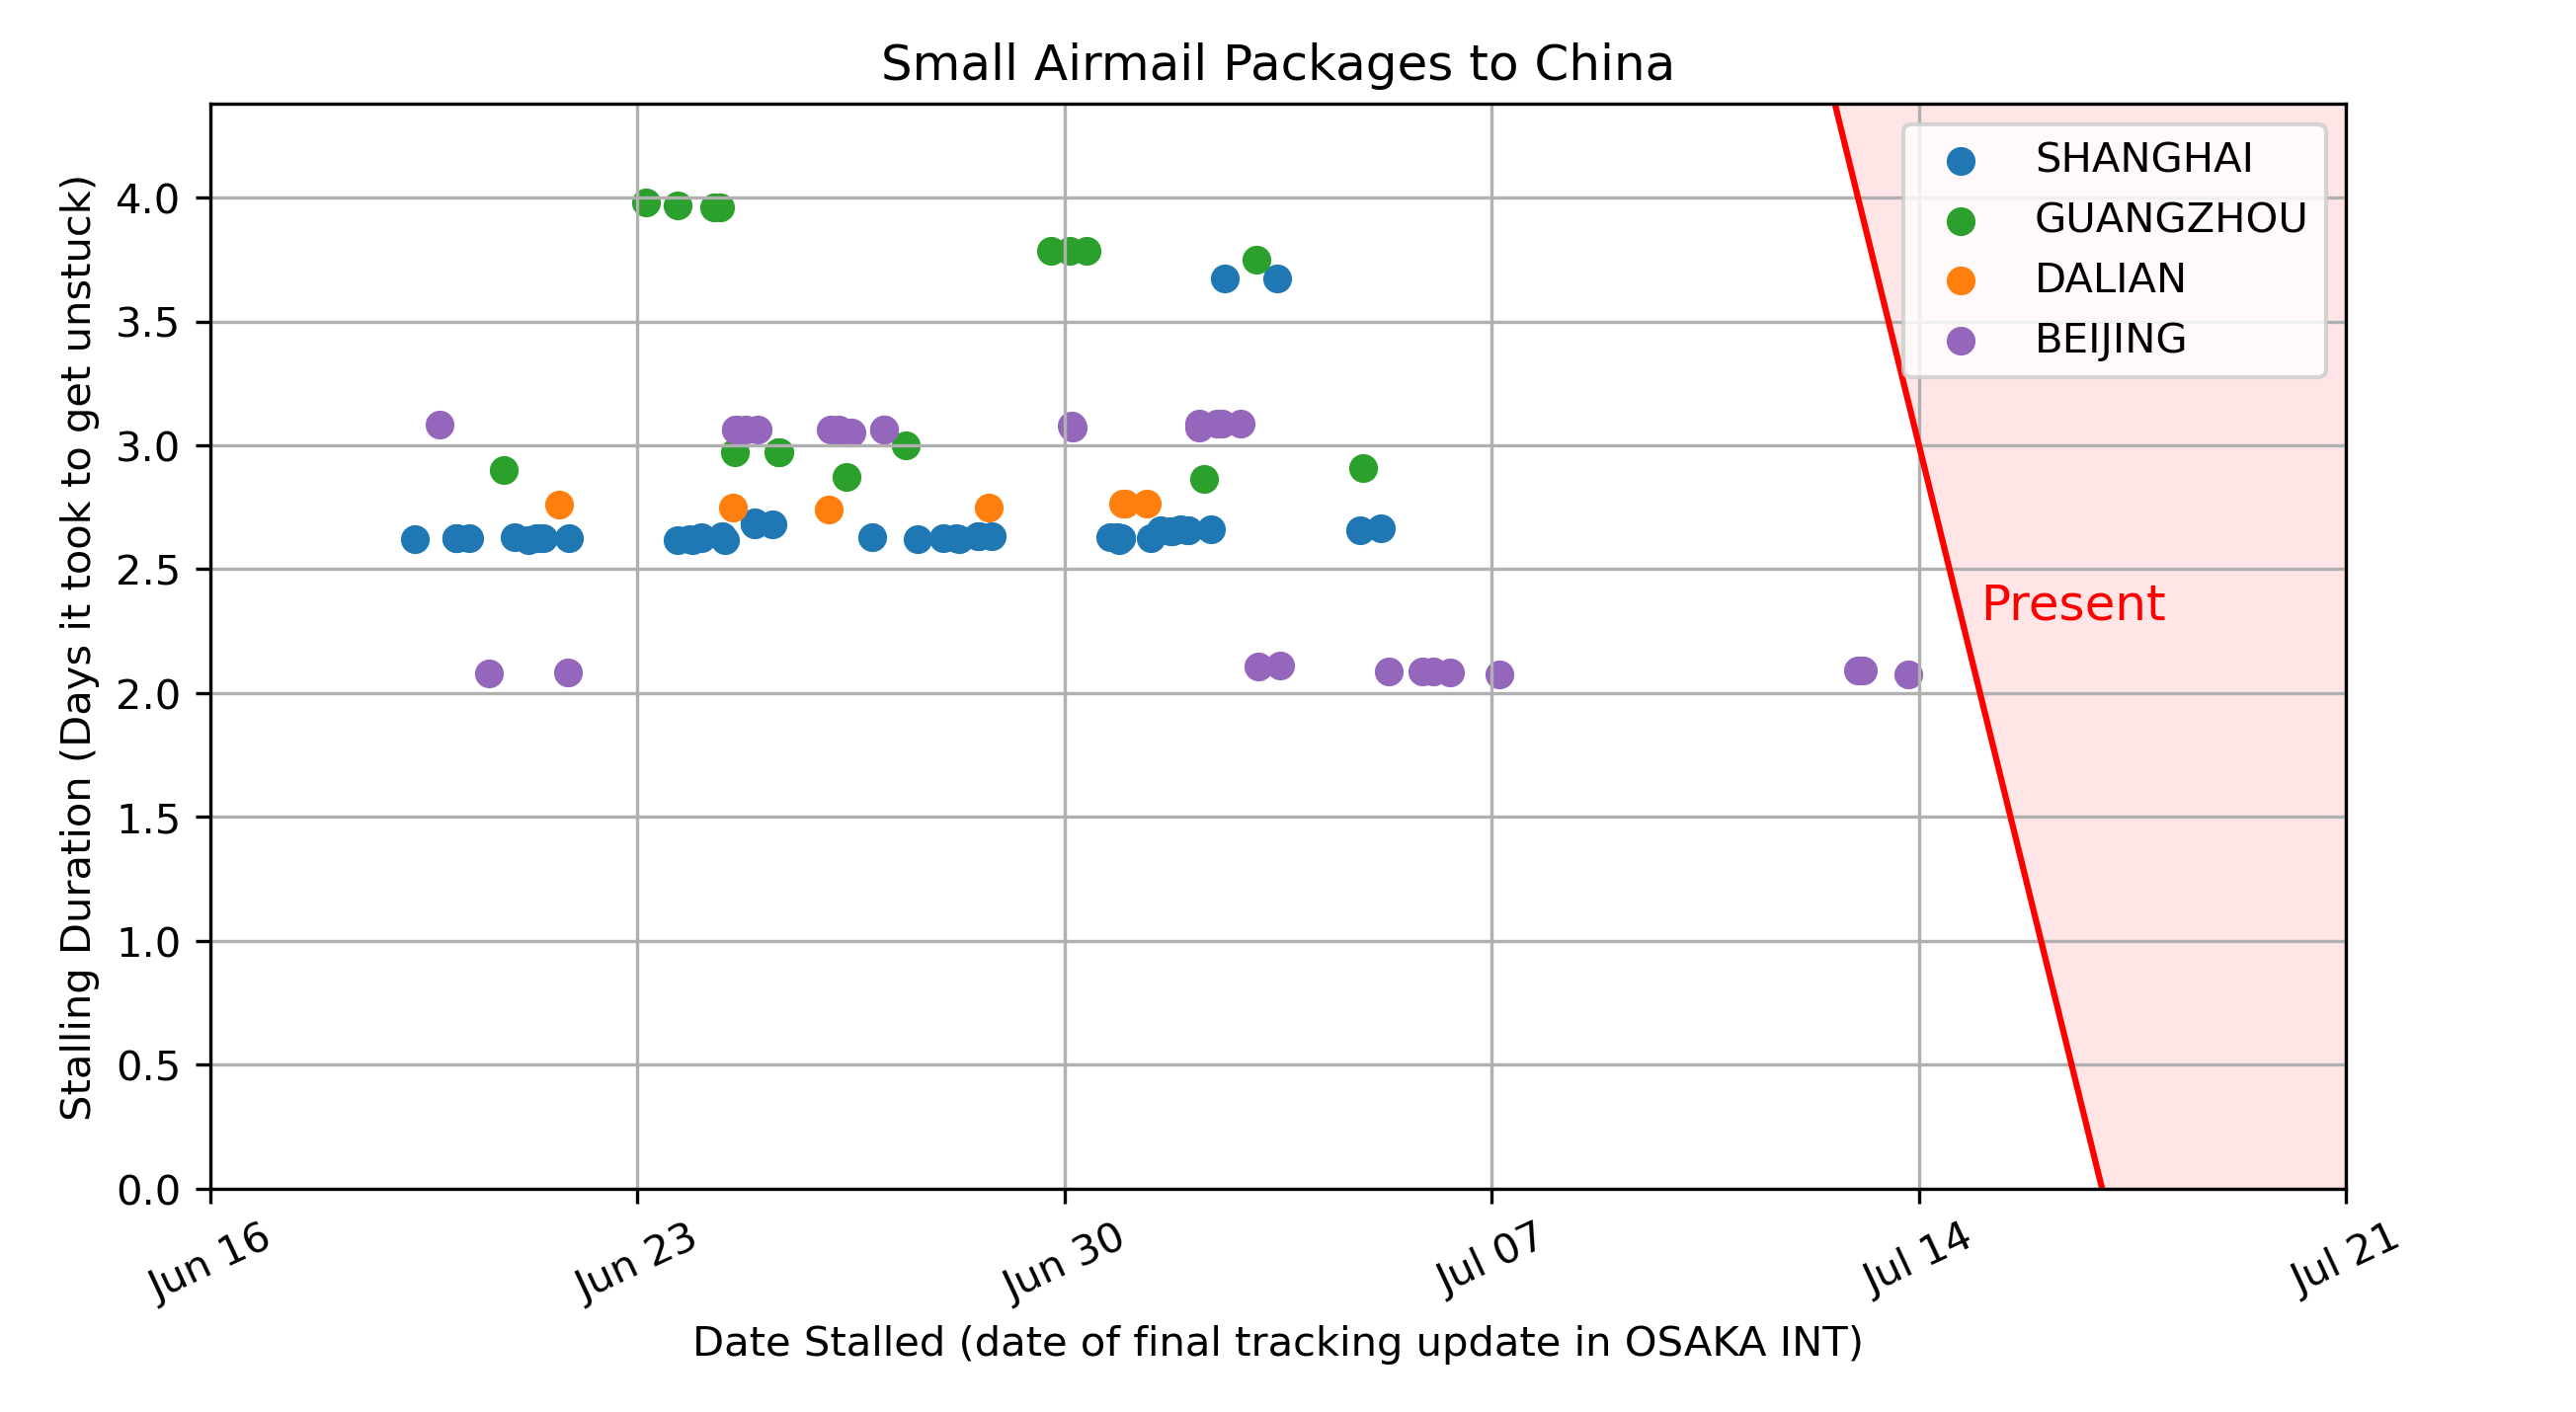 Small Airmail Packages to China
Stalling Duration (Days it took to get unstuck)
4.0
3.5
3.0
2.5
2.0
1.5
1.0
0.5
0.0
SHANGHAI
GUANGZHOU
DALIAN
BEIJING
Present
Jun 16
Jun 23
Jun 30
Jul 07
Jul 14
Jul 21
Date Stalled (date of final tracking update in OSAKA INT)